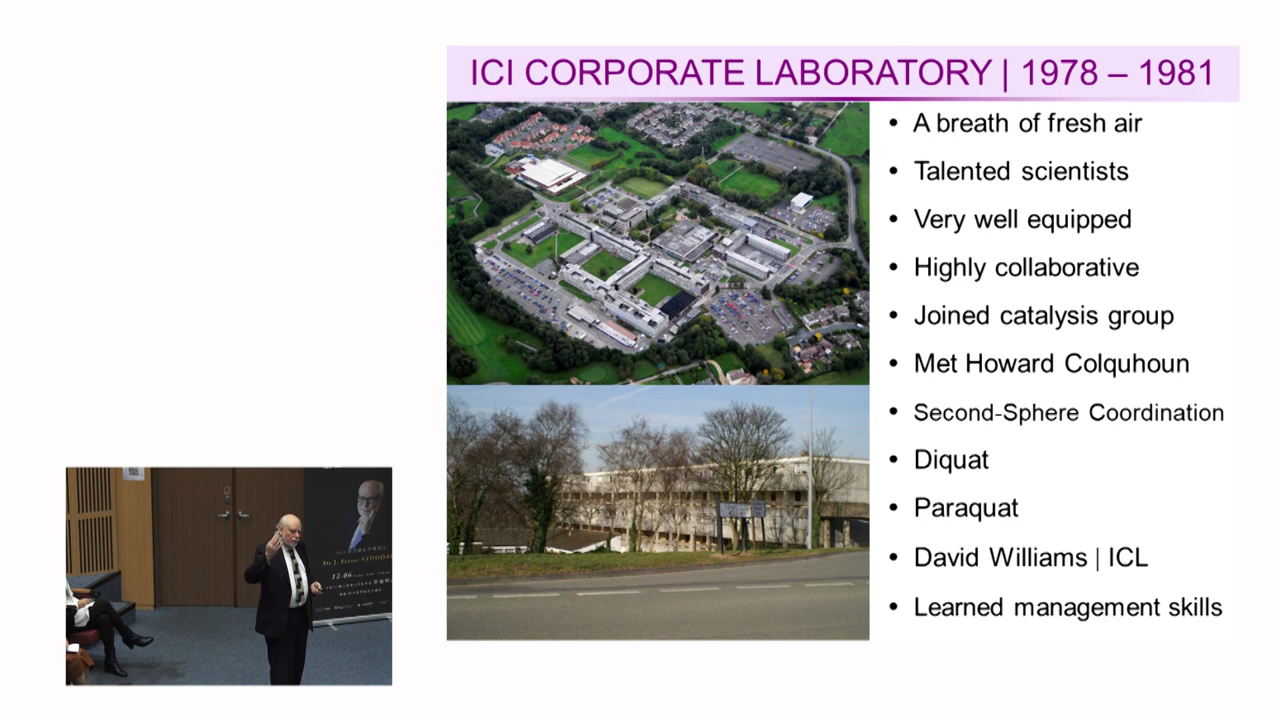 ICI CORPORATE LABORATORY | 1978 – 1981
• A breath of fresh air
• Talented scientists
• Very well equipped
• Highly collaborative
• Joined catalysis group
• Met Howard Colquhoun
• Second-Sphere Coordination
• Diquat
• Paraquat
• David Williams | ICL
• Learned management skills